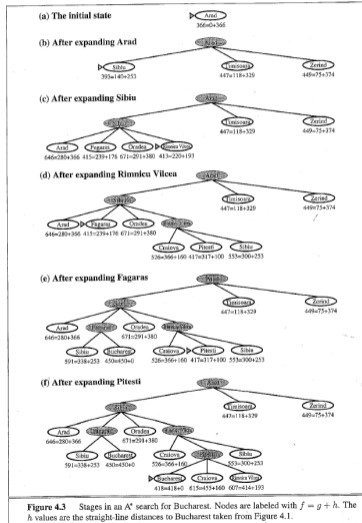 (a) The initial state
Arad
366=0+366
(b) After expanding Arad
Arad
Sibiu Timisoara Zerind
393=140+253 447=118+329 449=75+374
(c) After expanding Sibiu
Arad
Sibiu Timisoara Zerind
447=118+329 449=75+374
Arad Fagaras Oradea Rimnicu Vilcea
646=280+366 415=239+176 671=291+380 413=220+193
(d) After expanding Rimnicu Vilcea
Arad
Sibiu Timisoara Zerind
447=118+329 449=75+374
Arad Fagaras Oradea Rimnicu Vilcea
646=280+366 415=239+176 671=291+380
Craiova Pitesti Sibiu
526=366+160 417=317+100 553=300+253
(e) After expanding Fagaras
Arad
Sibiu Timisoara Zerind
447=118+329 449=75+374
Arad Fagaras Oradea Rimnicu Vilcea
646=280+366 671=291+380
Sibiu Bucharest Craiova Pitesti Sibiu
591=338+253 450=450+0 526=366+160 417=317+100 553=300+253
(f) After expanding Pitesti
Arad
Sibiu Timisoara Zerind
447=118+329 449=75+374
Arad Fagaras Oradea Rimnicu Vilcea
646=280+366 671=291+380
Sibiu Bucharest Craiova Pitesti Sibiu
591=338+253 450=450+0 526=366+160 553=300+253
Bucharest Craiova Rimnicu Vilcea
418=418+0 615=455+160 607=414+193
Figure 4.3 Stages in an A* search for Bucharest. Nodes are labeled with f = g + h. The
h values are the straight-line distances to Bucharest taken from Figure 4.1.